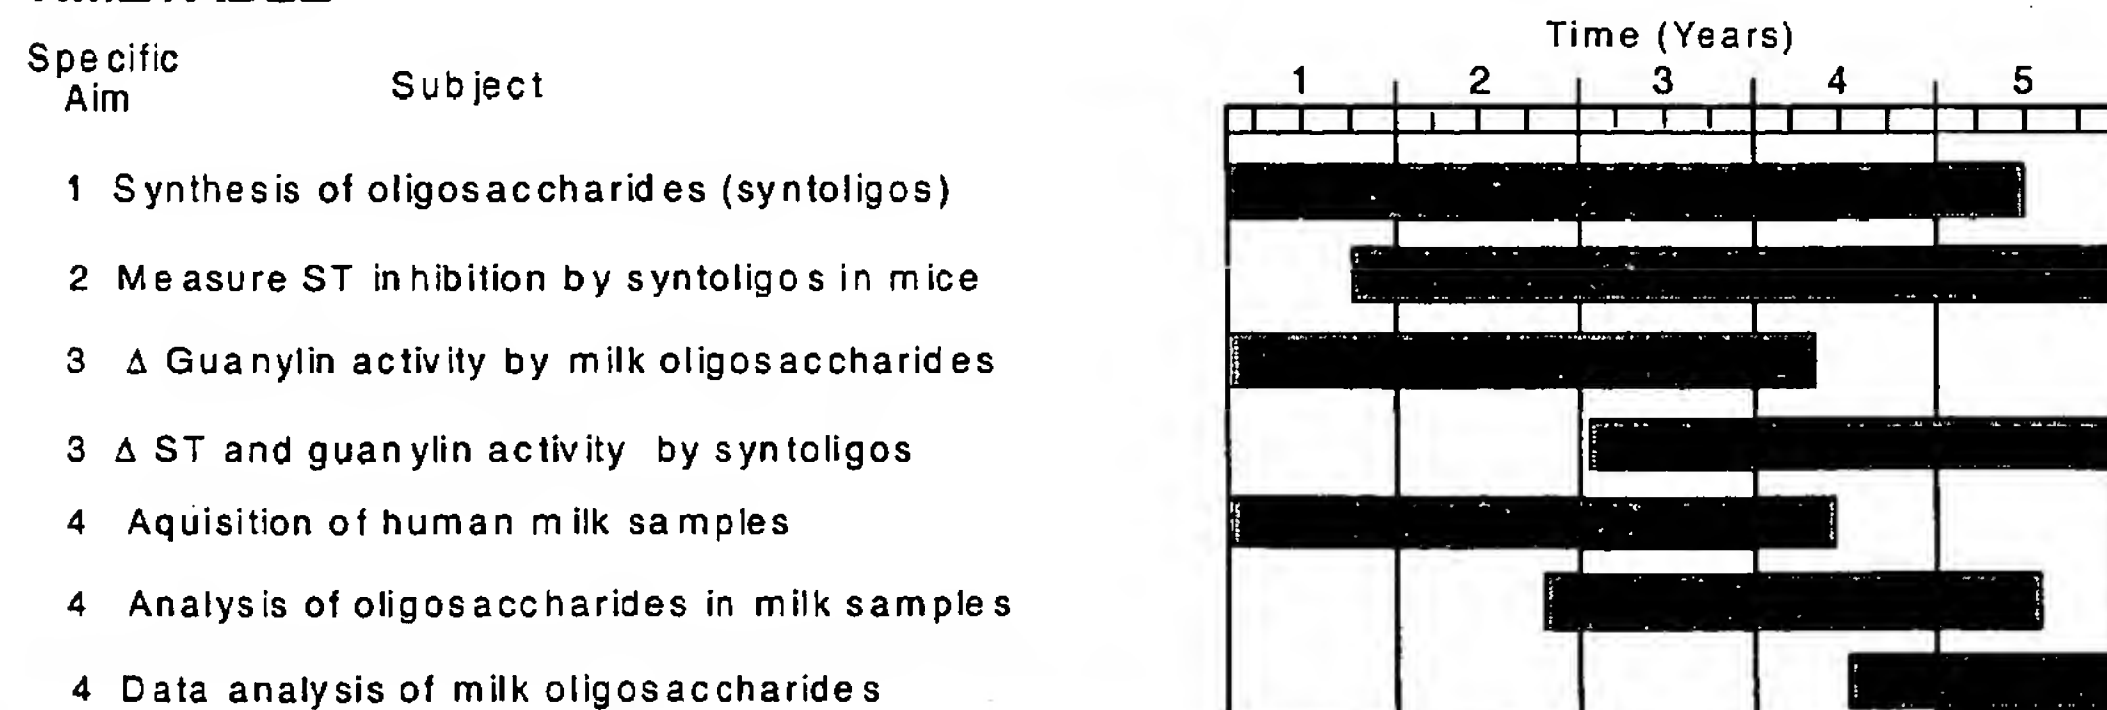 Time (Years)
Specific
Aim
Subject
1 2 3 4 5
1 Synthesis of oligosaccharides (syntoligos)
2 Measure ST inhibition by syntoligos in mice
3 Δ Guanylin activity by milk oligosaccharides
3 Δ ST and guanylin activity by syntoligos
4 Aquisition of human milk samples
4 Analysis of oligosaccharides in milk samples
4 Data analysis of milk oligosaccharides